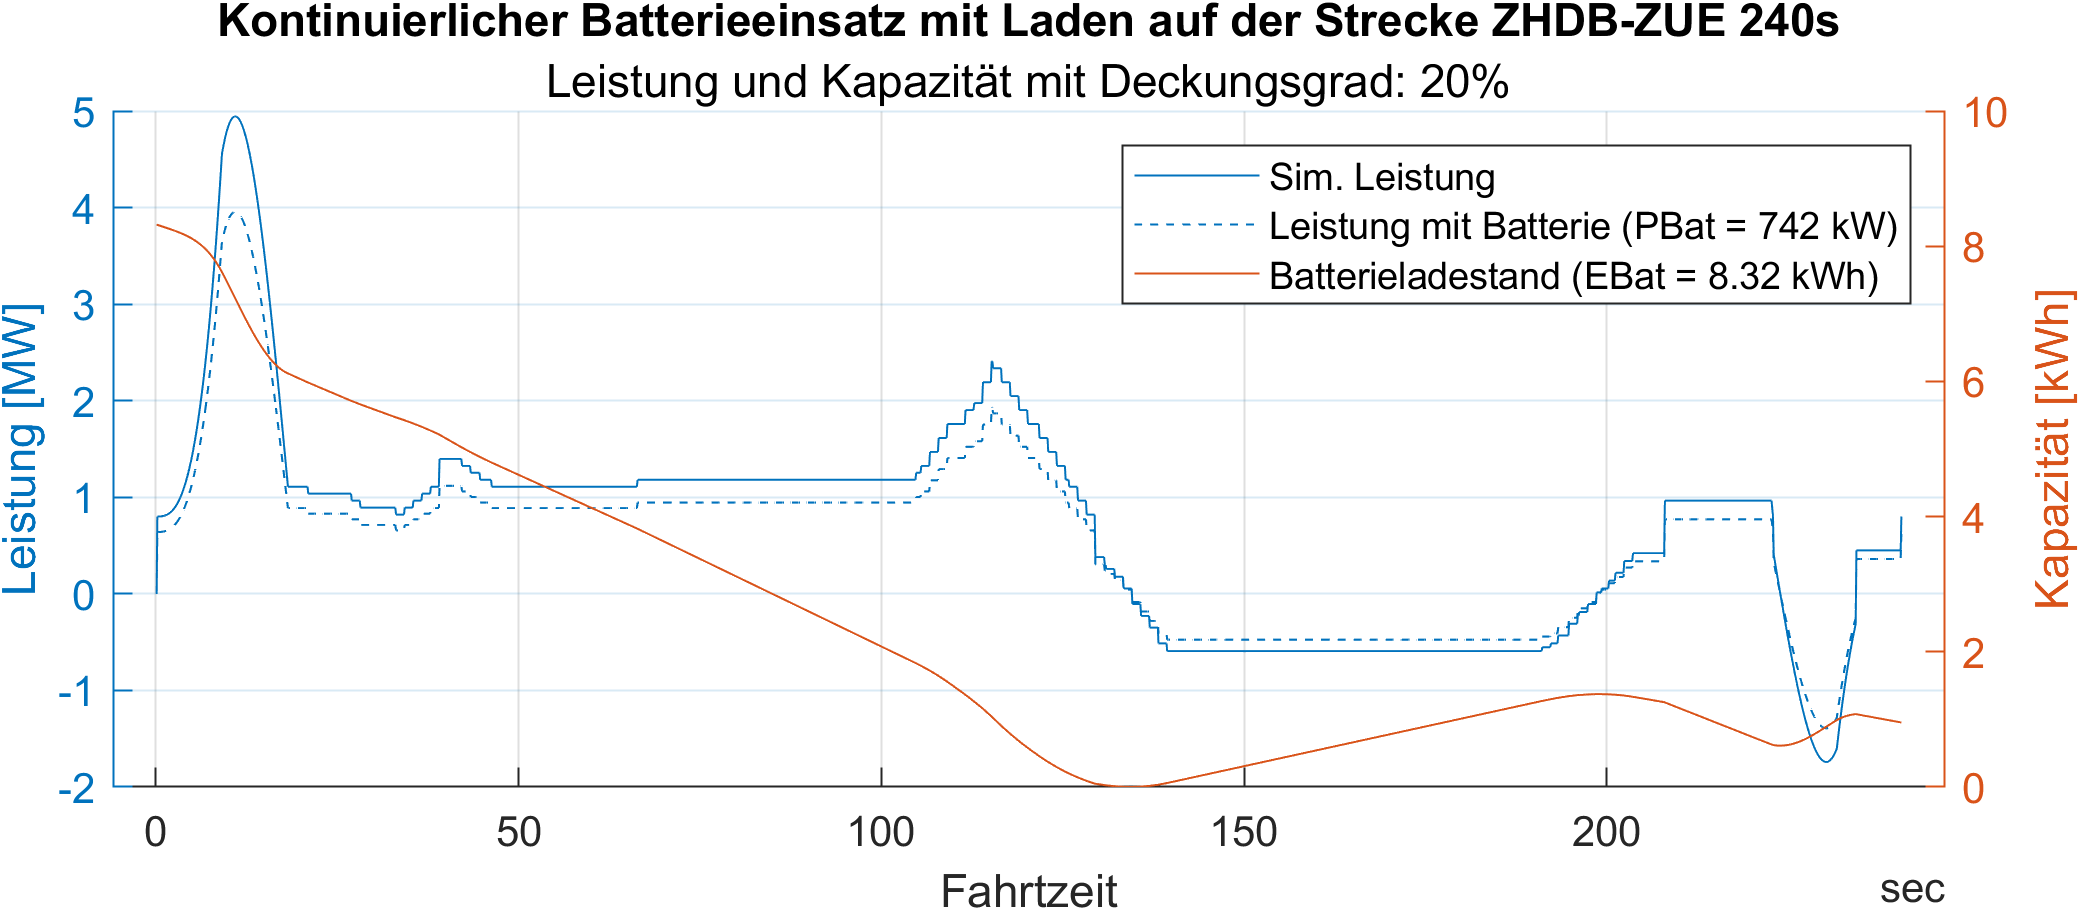 Kontinuierlicher Batterieeinsatz mit Laden auf der Strecke ZHDB-ZUE 240s
Leistung und Kapazität mit Deckungsgrad: 20%
Leistung [MW]
5
4
3
2
1
0
-1
-2
Sim. Leistung
Leistung mit Batterie (PBat = 742 kW)
Batterieladestand (EBat = 8.32 kWh)
10
8
6
4
2
0
Kapazität [kWh]
0 50 100 150 200
Fahrtzeit
sec